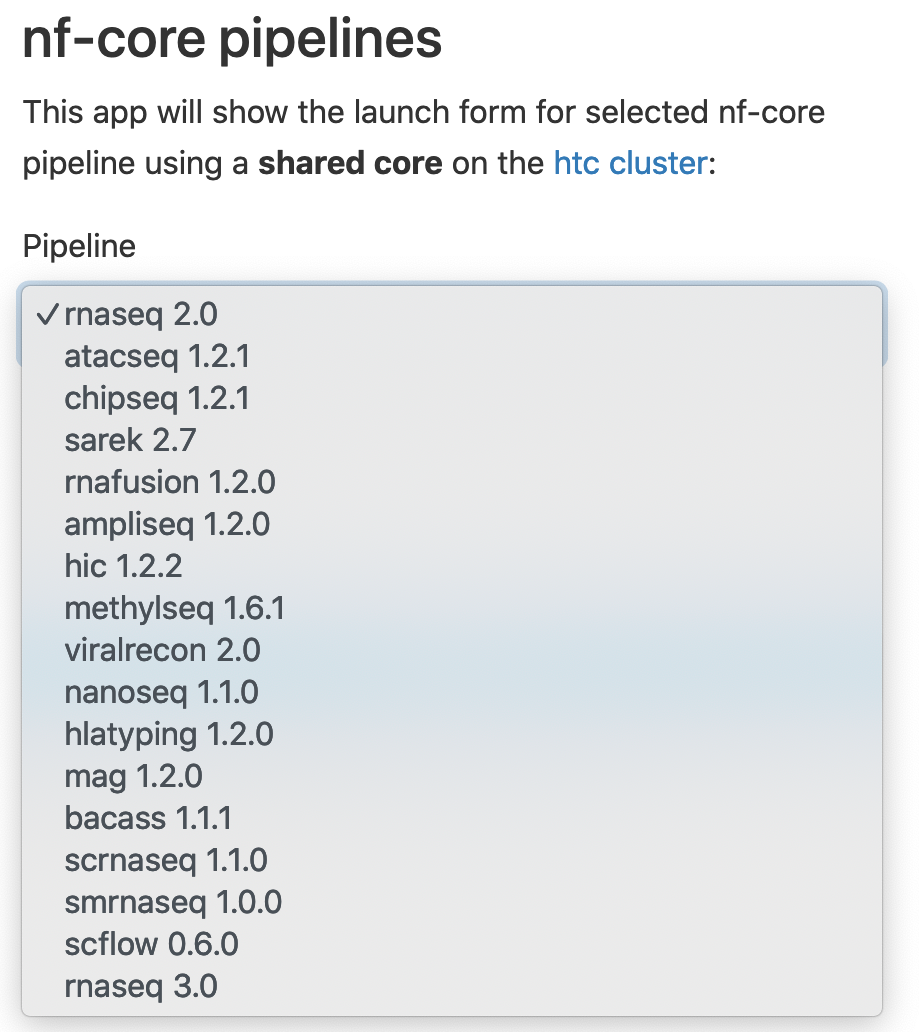 nf-core pipelines
This app will show the launch form for selected nf-core
pipeline using a shared core on the htc cluster:
Pipeline
✓ rnaseq 2.0
atacseq 1.2.1
chipseq 1.2.1
sarek 2.7
rnafusion 1.2.0
ampliseq 1.2.0
hic 1.2.2
methylseq 1.6.1
viralrecon 2.0
nanoseq 1.1.0
hlatyping 1.2.0
mag 1.2.0
bacass 1.1.1
scrnaseq 1.1.0
smrnaseq 1.0.0
scflow 0.6.0
rnaseq 3.0